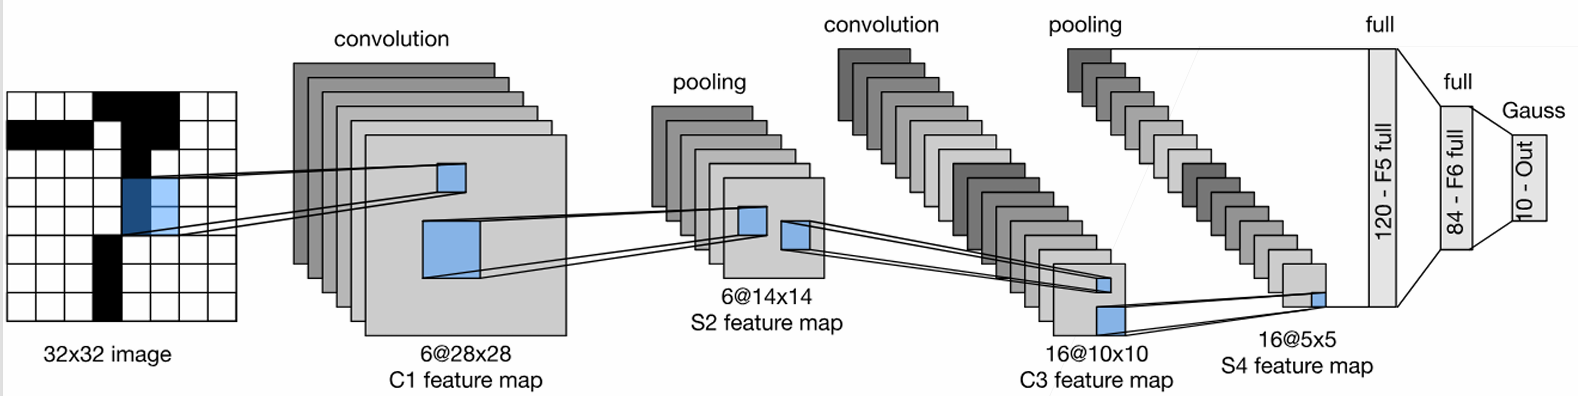 convolution
32x32 image
6@28x28
C1 feature map
pooling
6@14x14
S2 feature map
convolution
16@10x10
C3 feature map
pooling
16@5x5
S4 feature map
full
120 - F5 full
full
84 - F6 full
Gauss
10 - Out